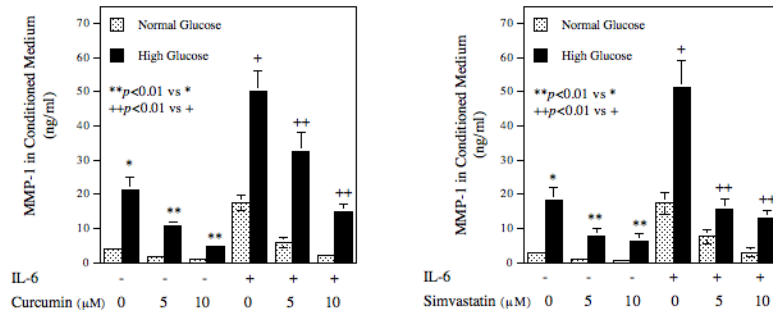 MMP-1 in Conditioned Medium
(ng/ml)
70
60
50
40
30
20
10
0
Normal Glucose
High Glucose
**p<0.01 vs *
++p<0.01 vs +
* ** ** + ++ ++
IL-6 - - - + + +
Curcumin (μM) 0 5 10 0 5 10
MMP-1 in Conditioned Medium
(ng/ml)
70
60
50
40
30
20
10
0
Normal Glucose
High Glucose
**p<0.01 vs *
++p<0.01 vs +
* ** ** + ++ ++
IL-6 - - - + + +
Simvastatin (μM) 0 5 10 0 5 10